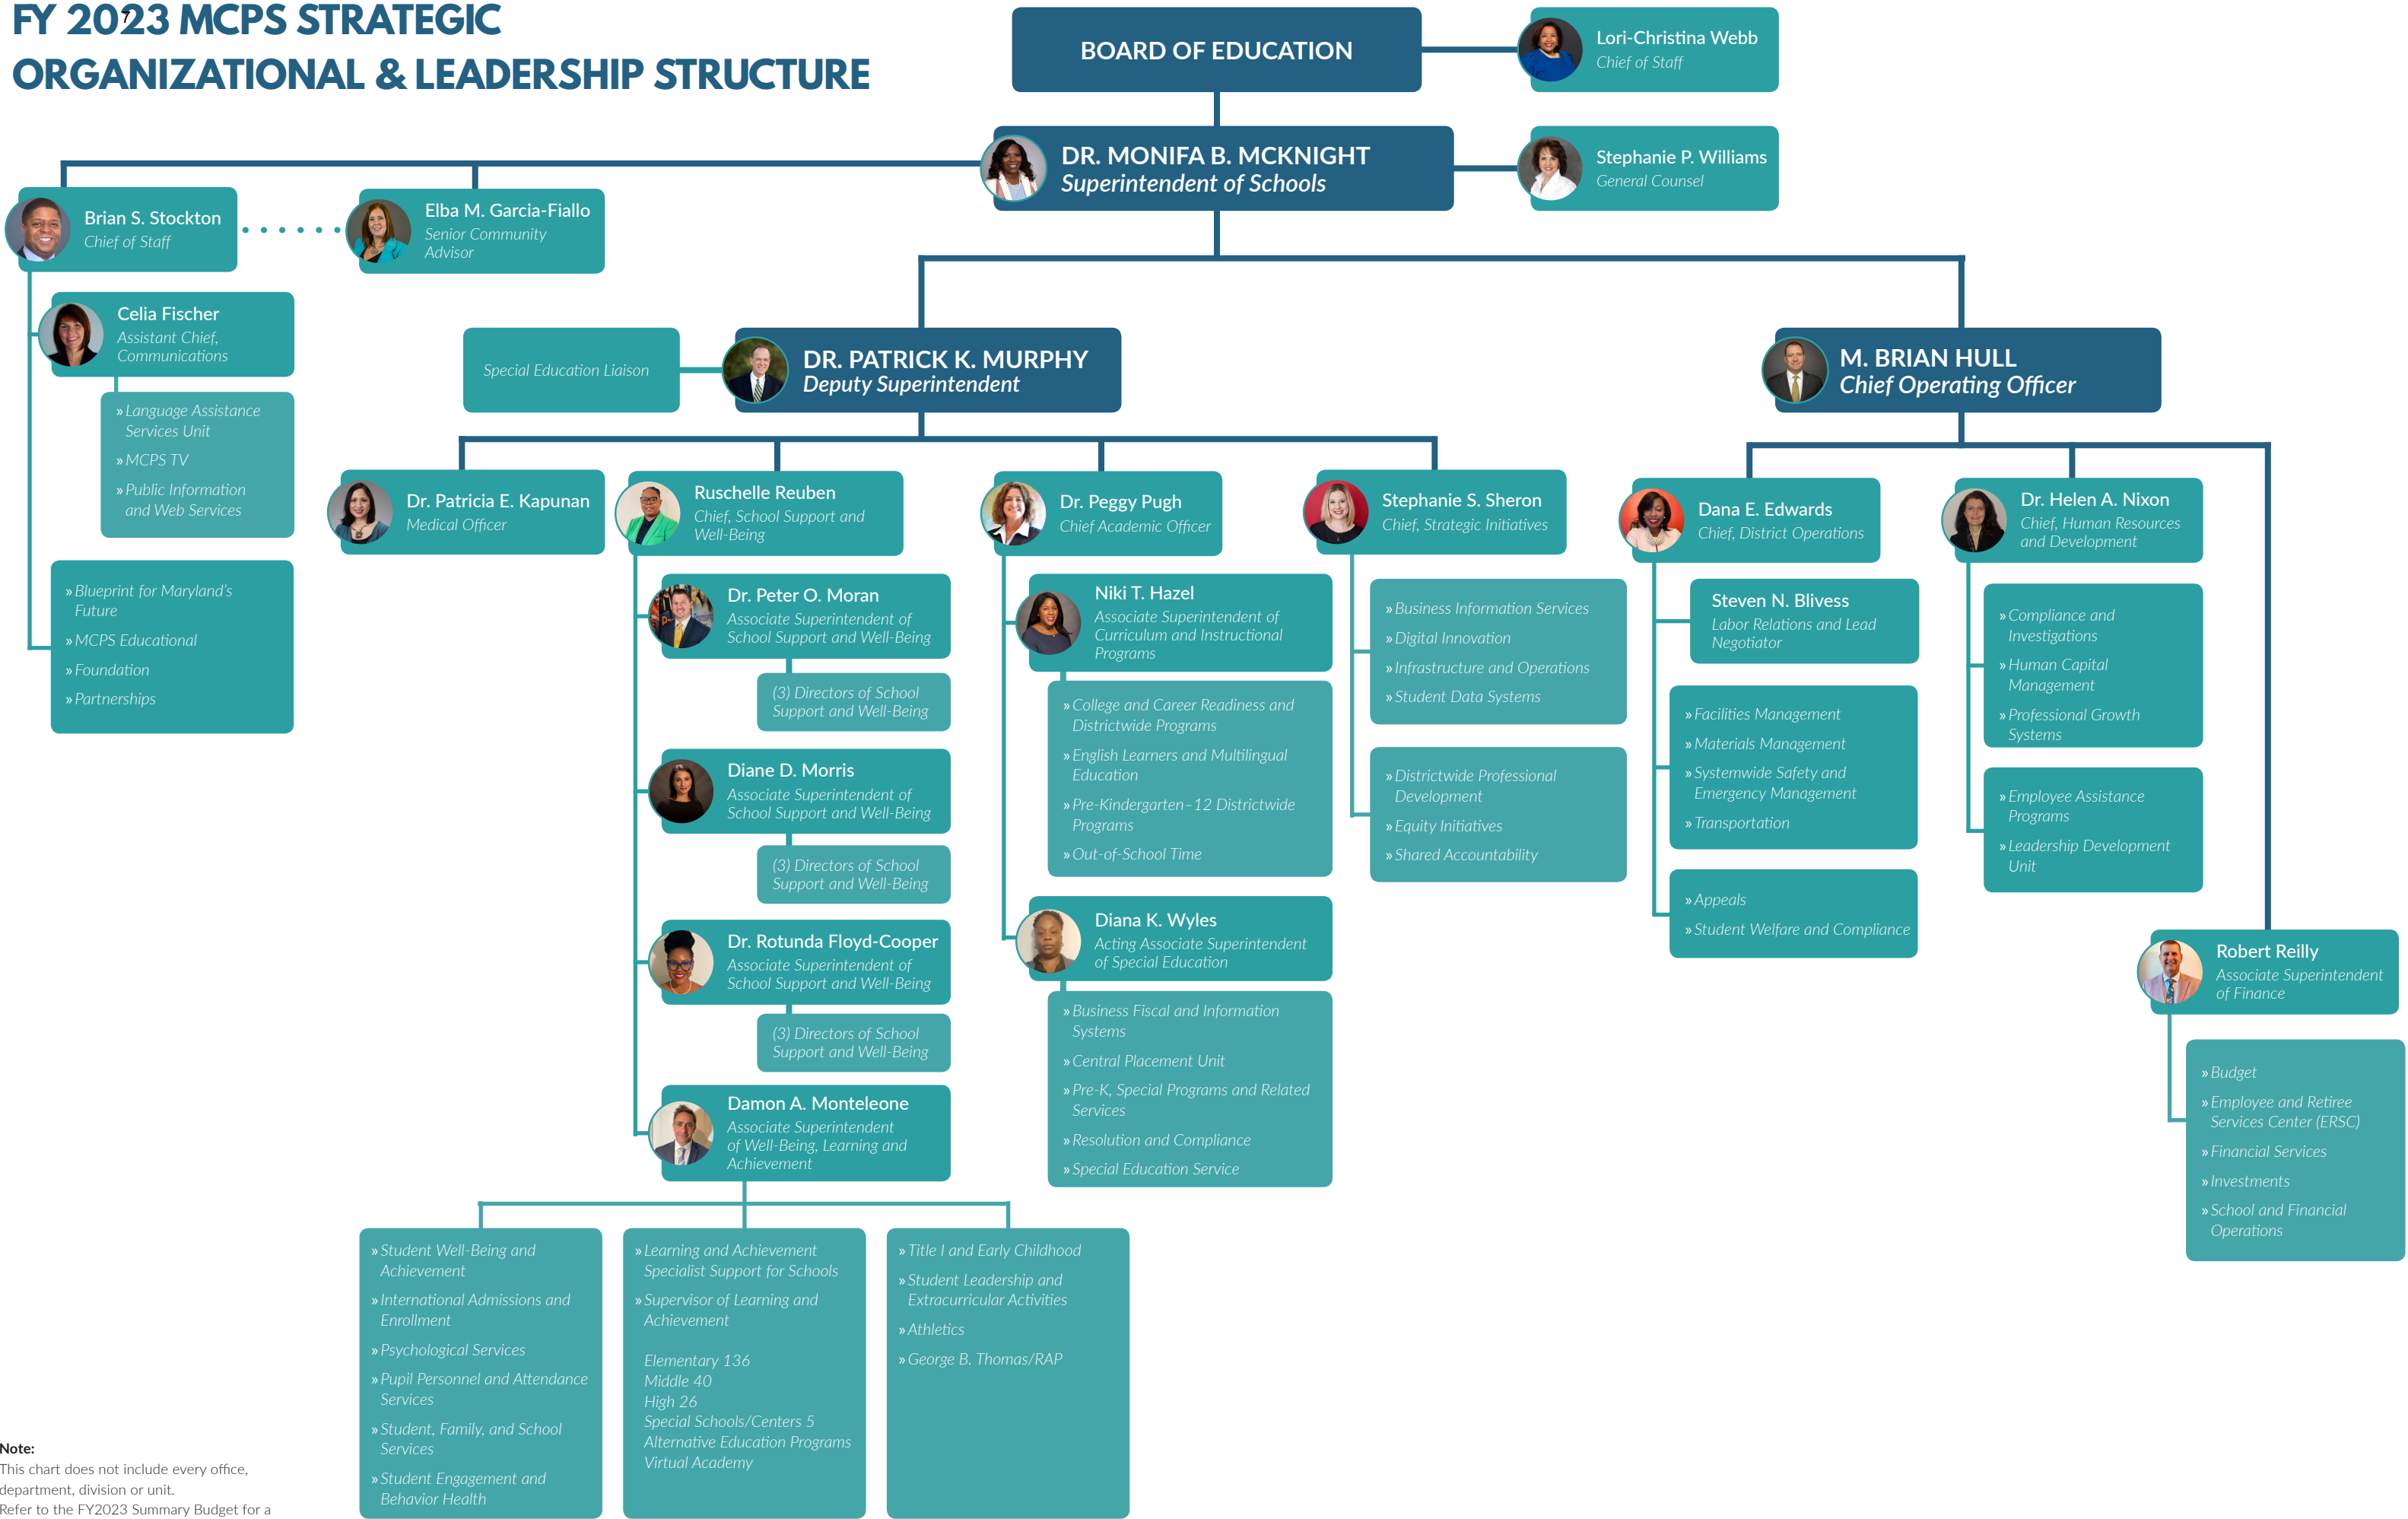 FY 2023 MCPS STRATEGIC
7
ORGANIZATIONAL & LEADERSHIP STRUCTURE
BOARD OF EDUCATION
Lori-Christina Webb
Chief of Staff
DR. MONIFA B. MCKNIGHT
Superintendent of Schools
Stephanie P. Williams
General Counsel
Brian S. Stockton
Chief of Staff
Elba M. Garcia-Fiallo
Senior Community
Advisor
Celia Fischer
Assistant Chief,
Communications
» Language Assistance
Services Unit
» MCPS TV
» Public Information
and Web Services
» Blueprint for Maryland’s
Future
» MCPS Educational
» Foundation
» Partnerships
Special Education Liaison
DR. PATRICK K. MURPHY
Deputy Superintendent
M. BRIAN HULL
Chief Operating Officer
Dr. Patricia E. Kapunan
Medical Officer
Ruschelle Reuben
Chief, School Support and
Well-Being
Dr. Peter O. Moran
Associate Superintendent of
School Support and Well-Being
(3) Directors of School
Support and Well-Being
Diane D. Morris
Associate Superintendent of
School Support and Well-Being
(3) Directors of School
Support and Well-Being
Dr. Rotunda Floyd-Cooper
Associate Superintendent of
School Support and Well-Being
(3) Directors of School
Support and Well-Being
Damon A. Monteleone
Associate Superintendent
of Well-Being, Learning and
Achievement
» Student Well-Being and
Achievement
» International Admissions and
Enrollment
» Psychological Services
» Pupil Personnel and Attendance
Services
» Student, Family, and School
Services
» Student Engagement and
Behavior Health
» Learning and Achievement
Specialist Support for Schools
» Supervisor of Learning and
Achievement
Elementary 136
Middle 40
High 26
Special Schools/Centers 5
Alternative Education Programs
Virtual Academy
» Title I and Early Childhood
» Student Leadership and
Extracurricular Activities
» Athletics
» George B. Thomas/RAP
Dr. Peggy Pugh
Chief Academic Officer
Niki T. Hazel
Associate Superintendent of
Curriculum and Instructional
Programs
» College and Career Readiness and
Districtwide Programs
» English Learners and Multilingual
Education
» Pre-Kindergarten–12 Districtwide
Programs
» Out-of-School Time
Diana K. Wyles
Acting Associate Superintendent
of Special Education
» Business Fiscal and Information
Systems
» Central Placement Unit
» Pre-K, Special Programs and Related
Services
» Resolution and Compliance
» Special Education Service
Stephanie S. Sheron
Chief, Strategic Initiatives
» Business Information Services
» Digital Innovation
» Infrastructure and Operations
» Student Data Systems
» Districtwide Professional
Development
» Equity Initiatives
» Shared Accountability
Dana E. Edwards
Chief, District Operations
Steven N. Blivess
Labor Relations and Lead
Negotiator
» Facilities Management
» Materials Management
» Systemwide Safety and
Emergency Management
» Transportation
» Appeals
» Student Welfare and Compliance
Dr. Helen A. Nixon
Chief, Human Resources
and Development
» Compliance and
Investigations
» Human Capital
Management
» Professional Growth
Systems
» Employee Assistance
Programs
» Leadership Development
Unit
Robert Reilly
Associate Superintendent
of Finance
» Budget
» Employee and Retiree
Services Center (ERSC)
» Financial Services
» Investments
» School and Financial
Operations
Note:
This chart does not include every office,
department, division or unit.
Refer to the FY2023 Summary Budget for a